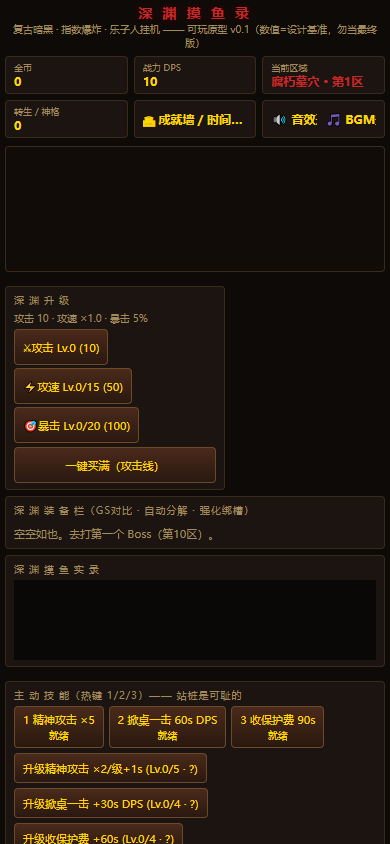 深渊摸鱼录
复古暗黑 · 指数爆炸 · 乐子人挂机 —— 可玩原型 v0.1（数值=设计基准，勿当最终
版）
金币
0
战力 DPS
10
当前区域
腐朽墓穴 · 第1区
转生 / 神格
0
成就墙 / 时间...
🔊 音效
🎵 BGM
深渊升级
攻击 10 · 攻速 ×1.0 · 暴击 5%
⚔攻击 Lv.0 (10)
⚡攻速 Lv.0/15 (50)
🎯暴击 Lv.0/20 (100)
一键买满（攻击线）
深渊装备栏（GS对比 · 自动分解 · 强化绑槽）
空空如也。去打第一个 Boss（第10区）。
深渊摸鱼实录
主动技能（热键 1/2/3）—— 站桩是可耻的
1 精神攻击 ×5
就绪
2 掀桌一击 60s DPS
就绪
3 收保护费 90s
就绪
升级精神攻击 ×2/级+1s (Lv.0/5 · ?)
升级掀桌一击 +30s DPS (Lv.0/4 · ?)
升级收保护费 +60s (Lv.0/4 · ?)